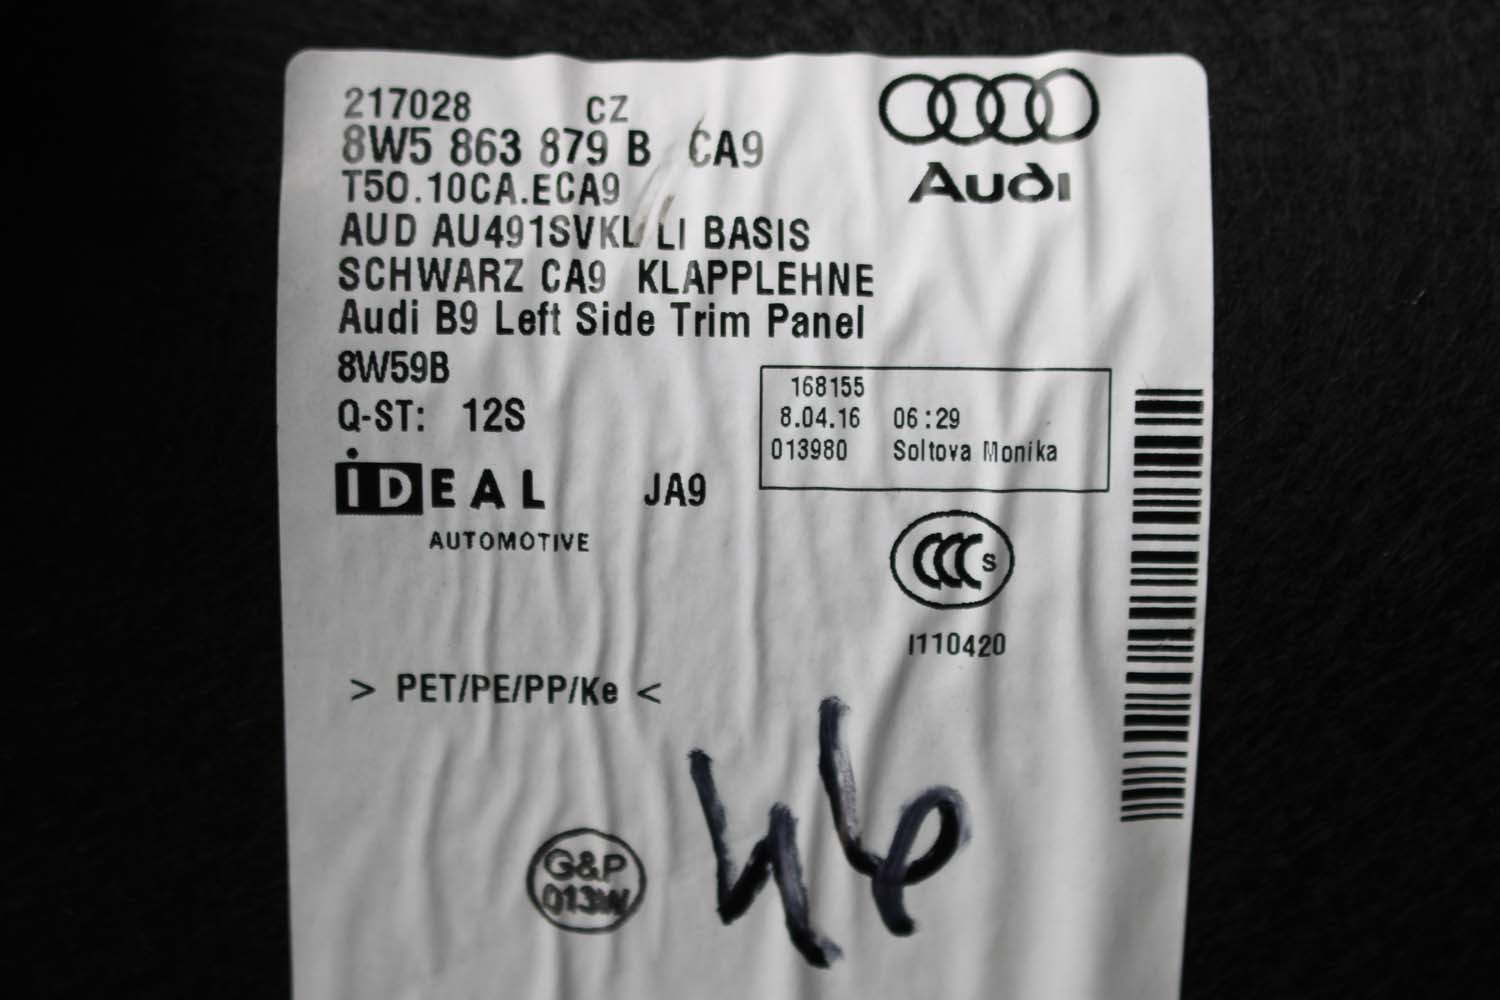 217028 CZ
8W5 863 879 B CA9
T50.10CA.ECA9
AUD AU491SVKL LI BASIS
SCHWARZ CA9 KLAPPLEHNE
Audi B9 Left Side Trim Panel
8W59B
Q-ST: 12S
Audi
168155
8.04.16 06:29
013980 Soltova Monika
iDEAL
AUTOMOTIVE
JA9
CCC S
I110420
> PET/PE/PP/Ke <
G&P
46